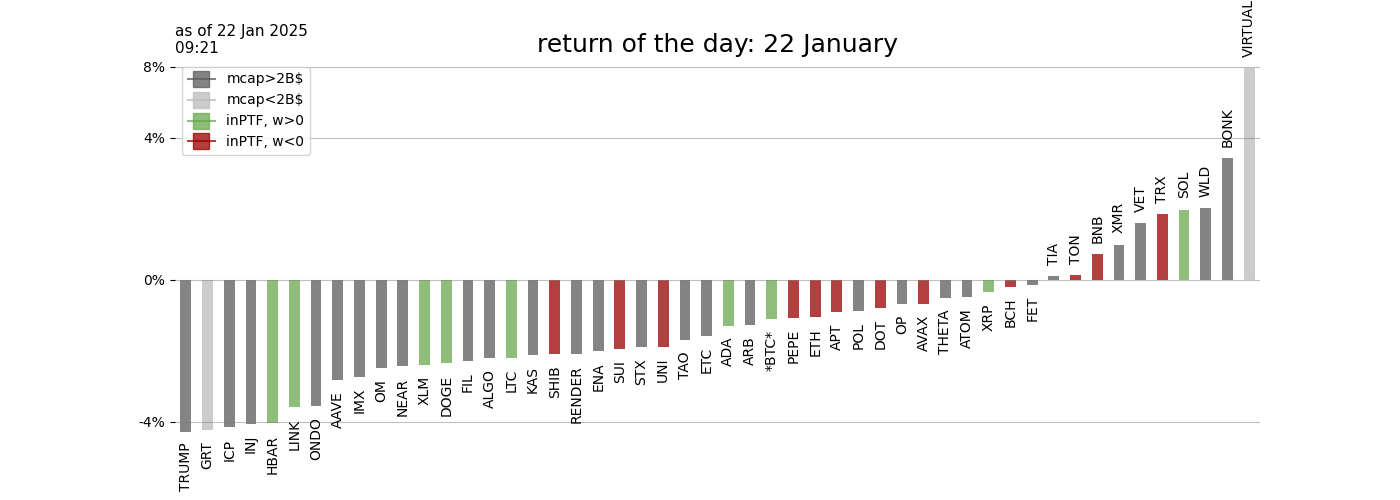 as of 22 Jan 2025
09:21
return of the day: 22 January
VIRTUAL
8%
4%
0%
-4%
mcap>2B$
mcap<2B$
inPTF, w>0
inPTF, w<0
TRUMP
GRT
ICP
INJ
HBAR
LINK
ONDO
AAVE
IMX
OM
NEAR
XLM
DOGE
FIL
ALGO
LTC
KAS
SHIB
RENDER
ENA
SUI
STX
UNI
TAO
ETC
ADA
ARB
*BTC*
PEPE
ETH
APT
POL
DOT
OP
AVAX
THETA
ATOM
XRP
BCH
FET
TIA
TON
BNB
XMR
VET
TRX
SOL
WLD
BONK